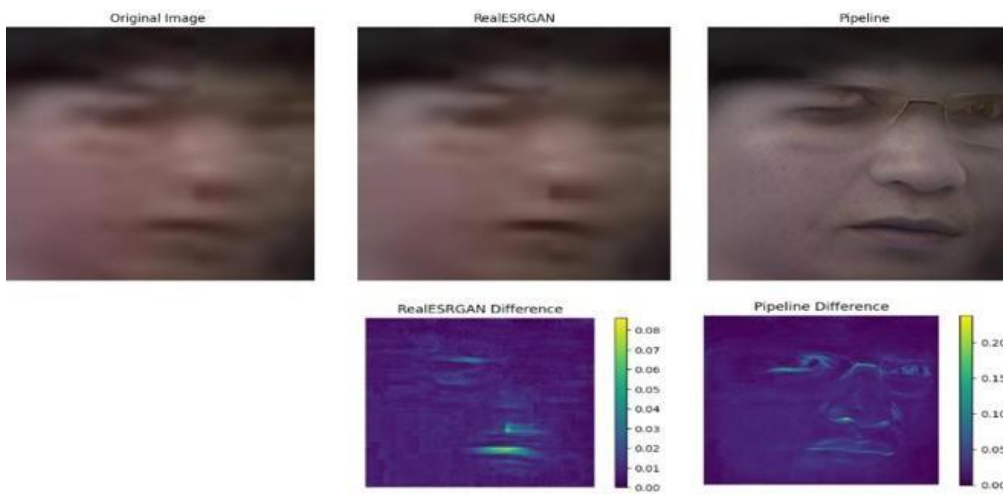 Original Image
RealESRGAN
Pipeline
RealESRGAN Difference
0.08
0.07
0.06
0.05
0.04
0.03
0.02
0.01
0.00
Pipeline Difference
0.20
0.15
0.10
0.05
0.00